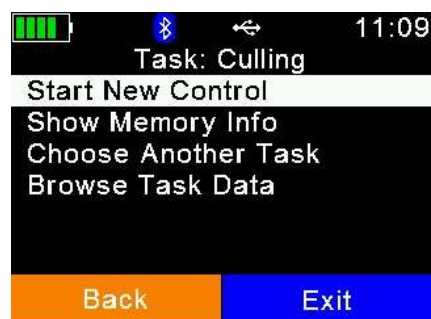 11:09
Task: Culling
Start New Control
Show Memory Info
Choose Another Task
Browse Task Data
Back Exit